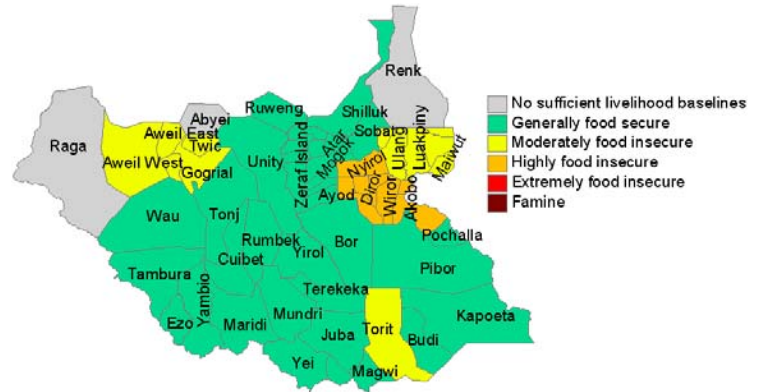 Renk
Abyei
Ruweng
Shilluk
Raga
Aweil East
Twic
Aweil West
Gogrial
Unity
Zeraf Island
Atar
Mogok
Sobat
Nyirol
Ulang
Luakpiny
Maiwut
Diror
Wiror
Akobo
Ayod
Wau
Tonj
Rumbek
Cuibet
Yirol
Bor
Pochalla
Pibor
Tambura
Yambio
Ezo
Maridi
Mundri
Terekeka
Juba
Yei
Torit
Magwi
Budi
Kapoeta
No sufficient livelihood baselines
Generally food secure
Moderately food insecure
Highly food insecure
Extremely food insecure
Famine